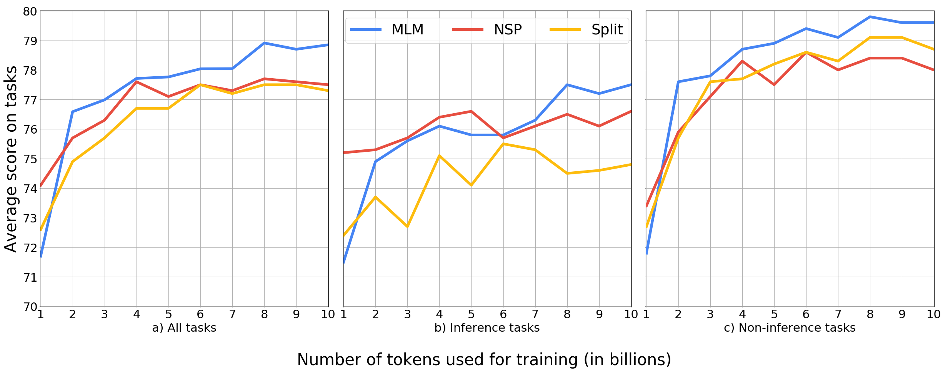 80
79
78
77
76
75
74
73
72
71
70
Average score on tasks
MLM NSP Split
1 2 3 4 5 6 7 8 9 10
1 2 3 4 5 6 7 8 9 10
1 2 3 4 5 6 7 8 9 10
a) All tasks
b) Inference tasks
c) Non-inference tasks
Number of tokens used for training (in billions)